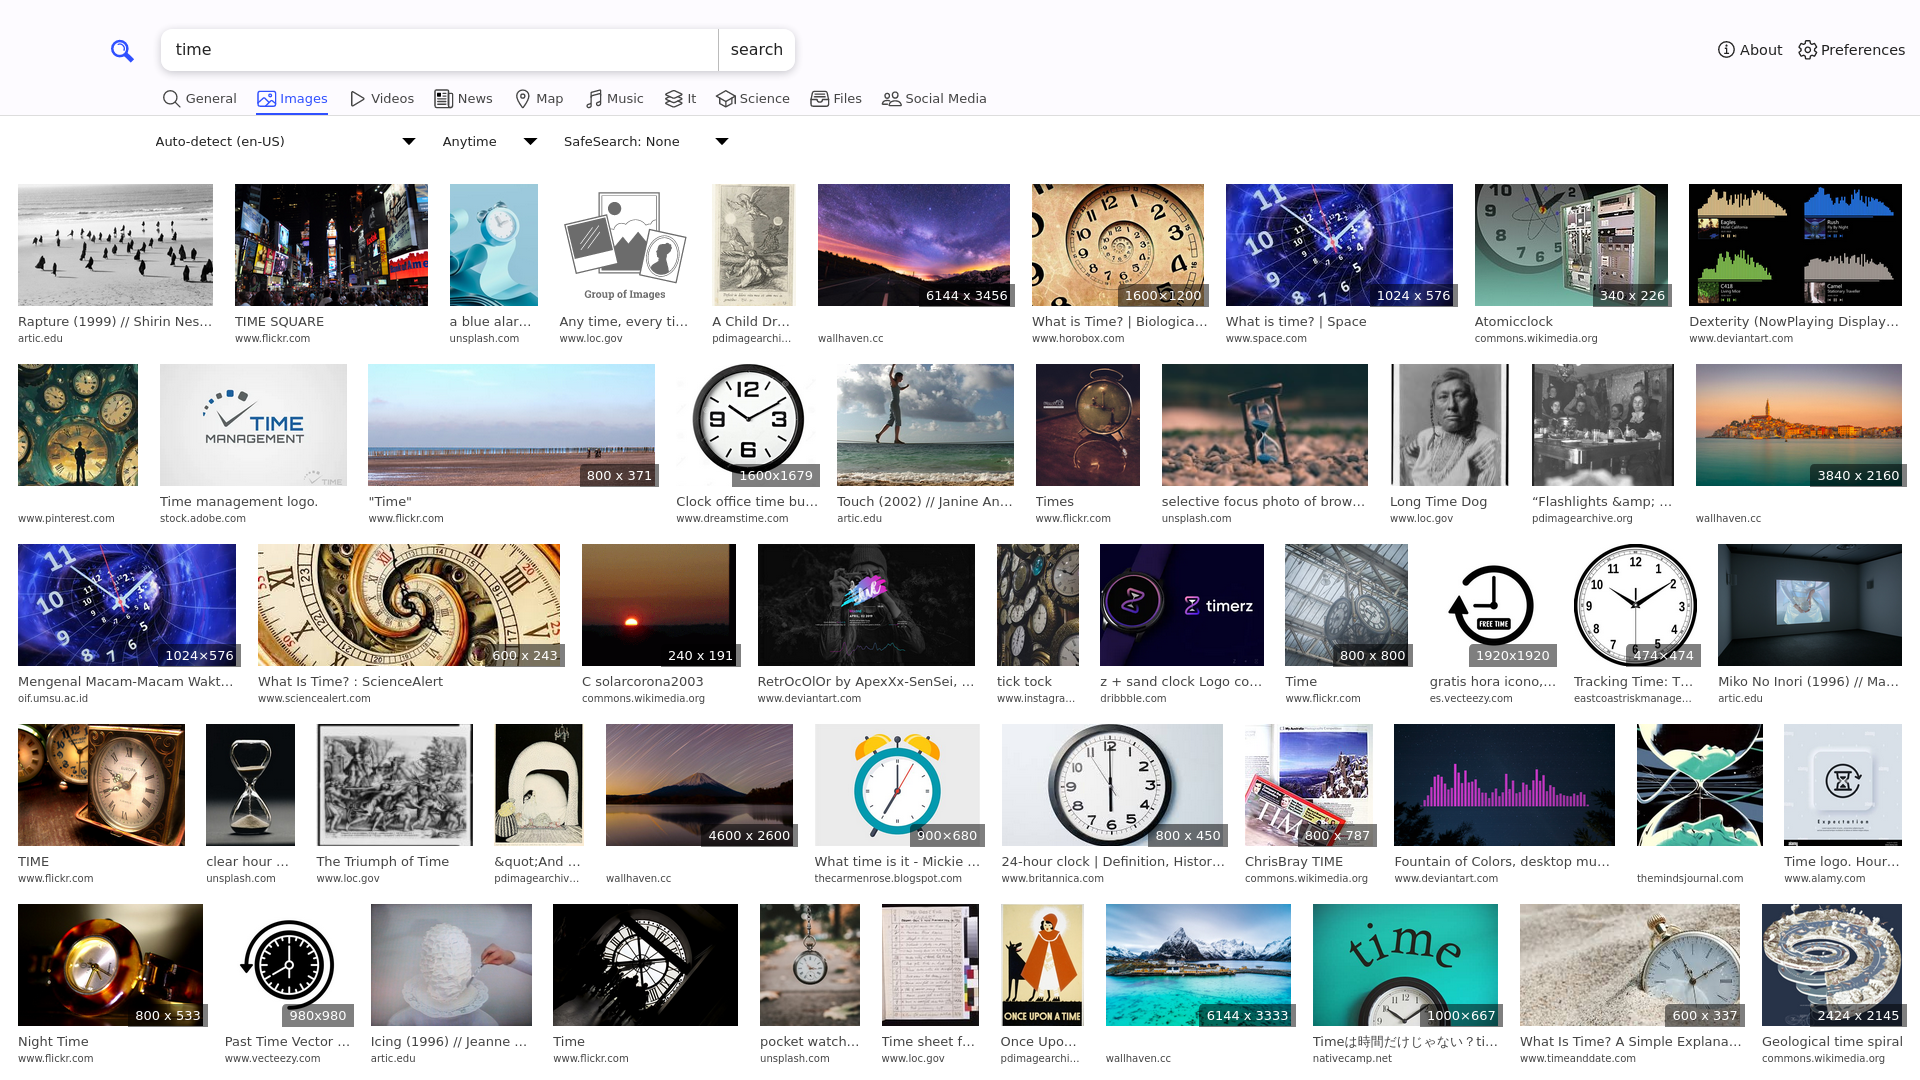 time
search
About
Preferences
General
Images
Videos
News
Map
Music
It
Science
Files
Social Media
Auto-detect (en-US)
Anytime
SafeSearch: None
Group of Images
6144 x 3456
1600×1200
1024 x 576
340 x 226
Rapture (1999) // Shirin Nes...
artic.edu
TIME SQUARE
www.flickr.com
a blue alar...
unsplash.com
Any time, every ti...
www.loc.gov
A Child Dr...
pdimagearchi...
wallhaven.cc
What is Time? | Biologica...
www.horobox.com
What is time? | Space
www.space.com
Atomicclock
commons.wikimedia.org
Dexterity (NowPlaying Display...
www.deviantart.com
TIME
MANAGEMENT
800 x 371
1600x1679
3840 x 2160
www.pinterest.com
Time management logo.
stock.adobe.com
"Time"
www.flickr.com
Clock office time bu...
www.dreamstime.com
Touch (2002) // Janine An...
artic.edu
Times
www.flickr.com
selective focus photo of brow...
unsplash.com
Long Time Dog
www.loc.gov
“Flashlights &amp; ...
pdimagearchive.org
wallhaven.cc
1024×576
600 x 243
240 x 191
timerz
800 x 800
FREE TIME
1920x1920
474×474
Mengenal Macam-Macam Wakt...
oif.umsu.ac.id
What Is Time? : ScienceAlert
www.sciencealert.com
C solarcorona2003
commons.wikimedia.org
RetrOcOlOr by ApexXx-SenSei, ...
www.deviantart.com
tick tock
www.instagra...
z + sand clock Logo co...
dribbble.com
Time
www.flickr.com
gratis hora icono,...
es.vecteezy.com
Tracking Time: T...
eastcoastriskmanage...
Miko No Inori (1996) // Ma...
artic.edu
4600 x 2600
900×680
800 x 450
TIM
800 x 787
Expectation
TIME
www.flickr.com
clear hour ...
unsplash.com
The Triumph of Time
www.loc.gov
&quot;And ...
pdimagearchiv...
wallhaven.cc
What time is it - Mickie ...
thecarmenrose.blogspot.com
24-hour clock | Definition, Histor...
www.britannica.com
ChrisBray TIME
commons.wikimedia.org
Fountain of Colors, desktop mu...
www.deviantart.com
themindsjournal.com
Time logo. Hour...
www.alamy.com
800 x 533
980x980
ONCE UPON A TIME
6144 x 3333
time
1000×667
600 x 337
2424 x 2145
Night Time
www.flickr.com
Past Time Vector ...
www.vecteezy.com
Icing (1996) // Jeanne ...
artic.edu
Time
www.flickr.com
pocket watch...
unsplash.com
Time sheet f...
www.loc.gov
Once Upo...
pdimagearchi...
wallhaven.cc
Timeは時間だけじゃない？ti...
nativecamp.net
What Is Time? A Simple Explana...
www.timeanddate.com
Geological time spiral
commons.wikimedia.org